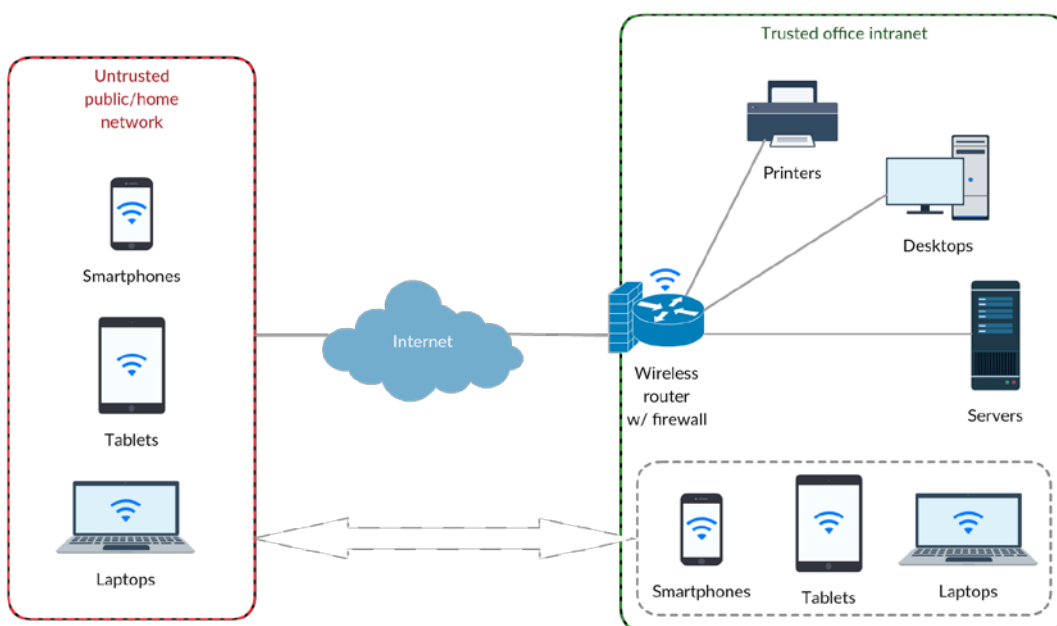 Trusted office intranet
Untrusted
public/home
network
Printers
Smartphones
Desktops
Internet
Wireless
router
w/ firewall
Servers
Tablets
Laptops
Smartphones
Tablets
Laptops